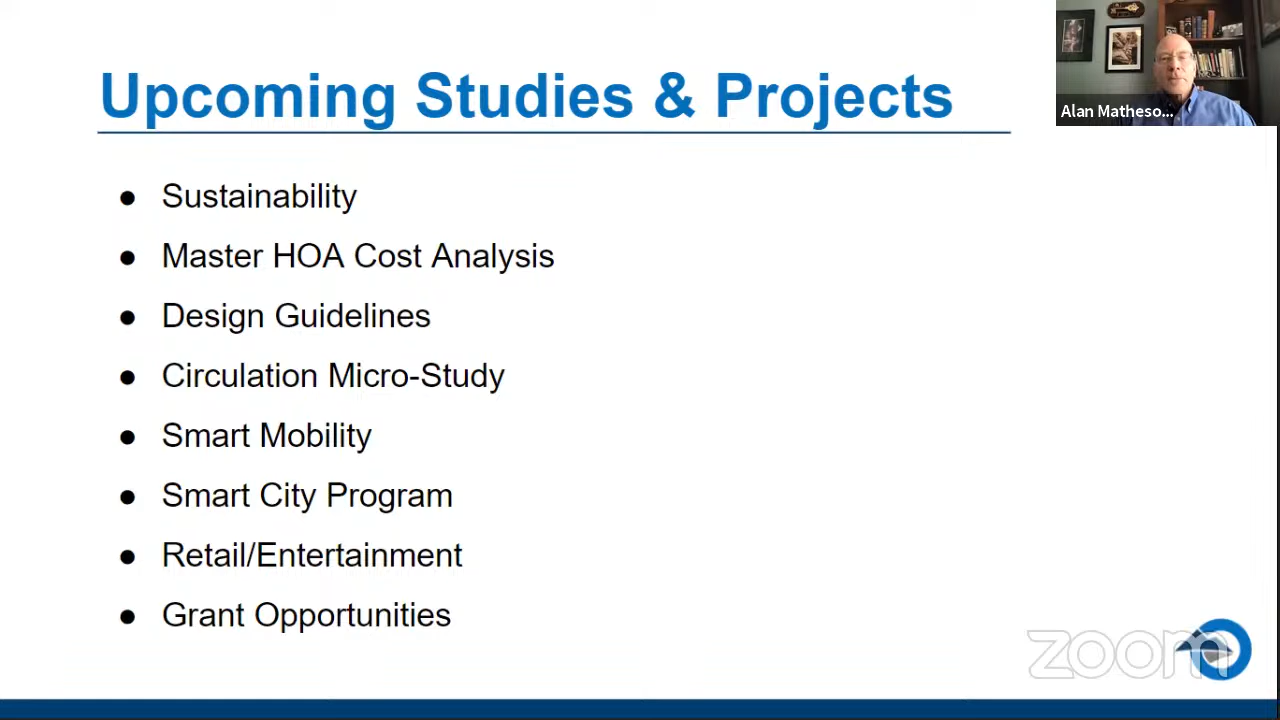 Upcoming Studies & Projects
Alan Matheso...
● Sustainability
● Master HOA Cost Analysis
● Design Guidelines
● Circulation Micro-Study
● Smart Mobility
● Smart City Program
● Retail/Entertainment
● Grant Opportunities
zoom